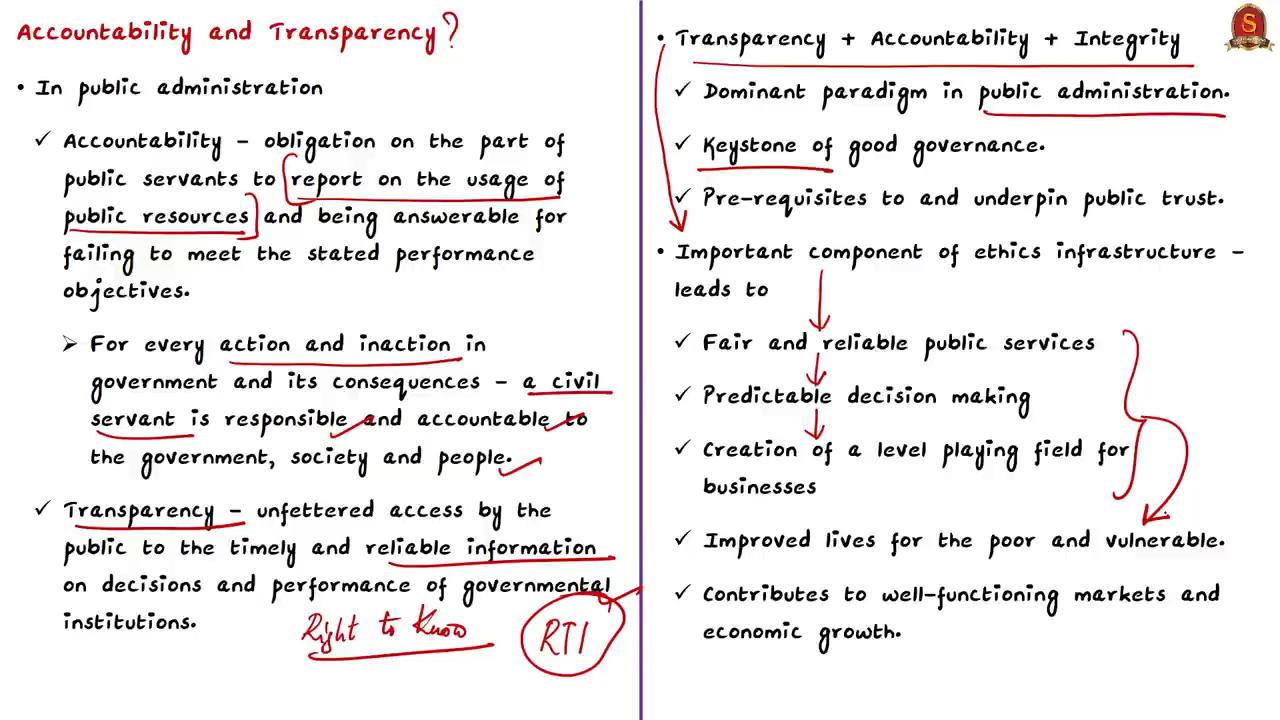 Accountability and Transparency?
• In public administration
✓ Accountability – obligation on the part of
public servants to report on the usage of
public resources and being answerable for
failing to meet the stated performance
objectives.
➢ For every action and inaction in
government and its consequences – a civil
servant is responsible and accountable to
the government, society and people.
✓ Transparency – unfettered access by the
public to the timely and reliable information
on decisions and performance of governmental
institutions.
Right to Know
RTI
• Transparency + Accountability + Integrity
✓ Dominant paradigm in public administration.
✓ Keystone of good governance.
✓ Pre-requisites to and underpin public trust.
• Important component of ethics infrastructure –
leads to
✓ Fair and reliable public services
✓ Predictable decision making
✓ Creation of a level playing field for
businesses
✓ Improved lives for the poor and vulnerable.
✓ Contributes to well-functioning markets and
economic growth.
S